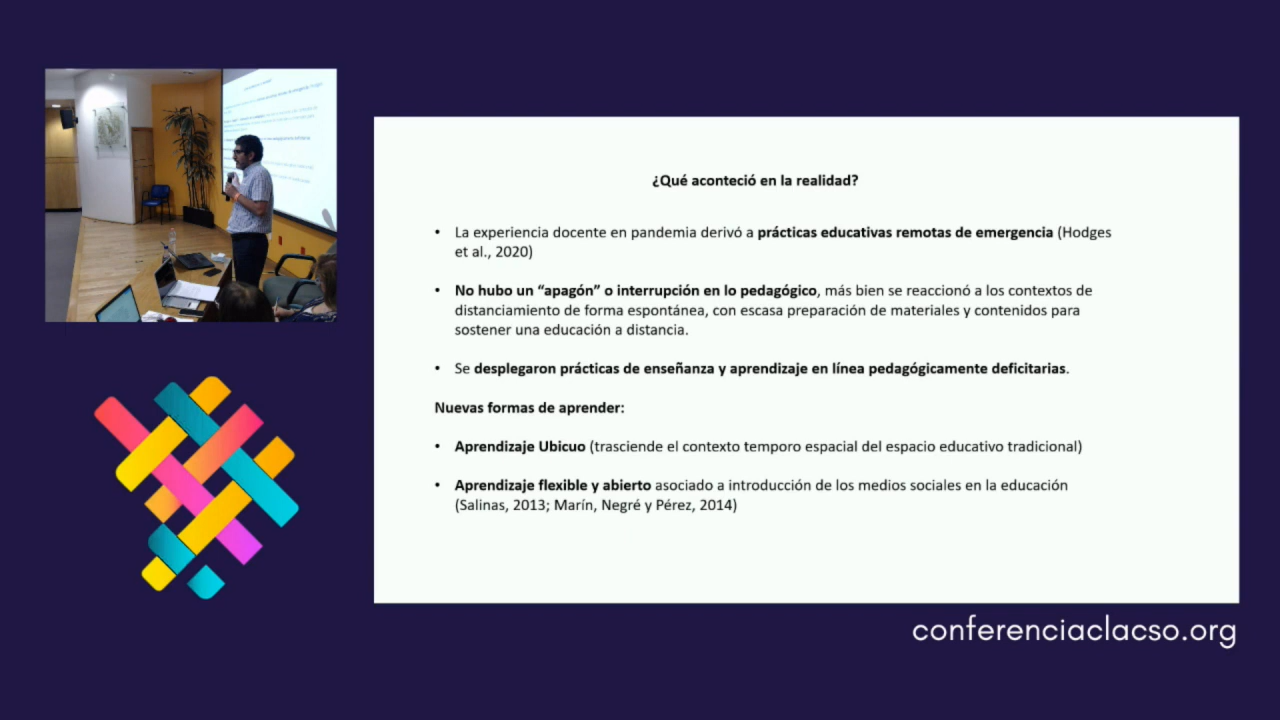 ¿Qué aconteció en la realidad?
• La experiencia docente en pandemia derivó a prácticas educativas remotas de emergencia (Hodges
et al., 2020)
• No hubo un “apagón” o interrupción en lo pedagógico, más bien se reaccionó a los contextos de
distanciamiento de forma espontánea, con escasa preparación de materiales y contenidos para
sostener una educación a distancia.
• Se desplegaron prácticas de enseñanza y aprendizaje en línea pedagógicamente deficitarias.
Nuevas formas de aprender:
• Aprendizaje Ubicuo (trasciende el contexto temporo espacial del espacio educativo tradicional)
• Aprendizaje flexible y abierto asociado a introducción de los medios sociales en la educación
(Salinas, 2013; Marín, Negré y Pérez, 2014)
conferenciaclacso.org